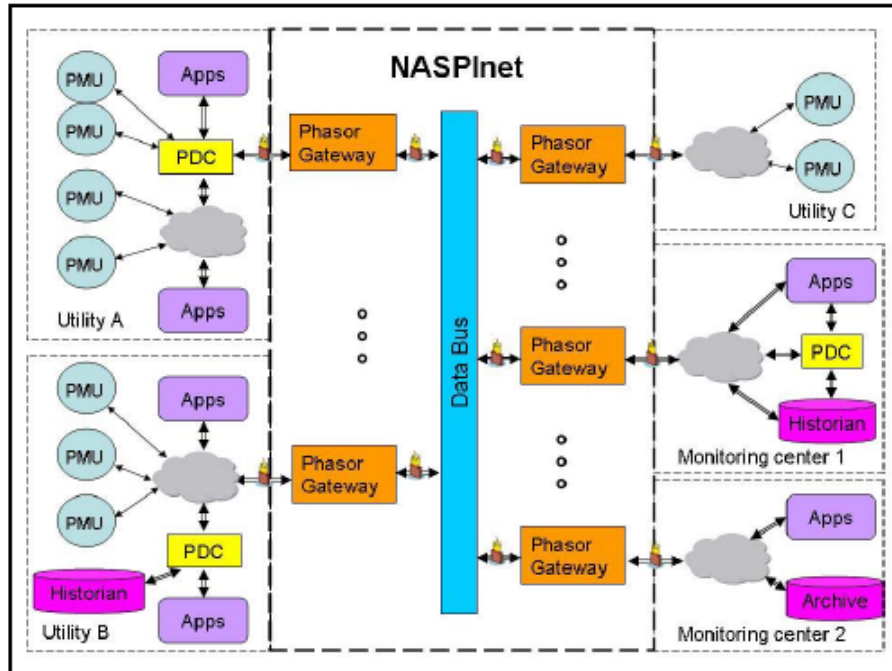 NASPInet
PMU
Apps
PMU
PDC
PMU
PMU
Apps
Utility A
PMU
Apps
PMU
PMU
PDC
Historian
Apps
Utility B
Phasor
Gateway
Phasor
Gateway
Data Bus
Phasor
Gateway
Phasor
Gateway
Phasor
Gateway
PMU
PMU
Utility C
Apps
PDC
Historian
Monitoring center 1
Apps
Archive
Monitoring center 2